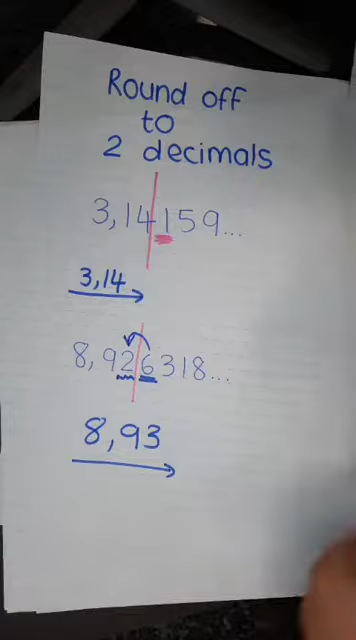 Round off
to
2 decimals
3,14159...
3,14
8,926318...
8,93